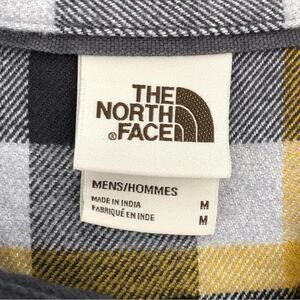 THE
NORTH
FACE
®
MENS/HOMMES
MADE IN INDIA M
FABRIQUÉ EN INDE M